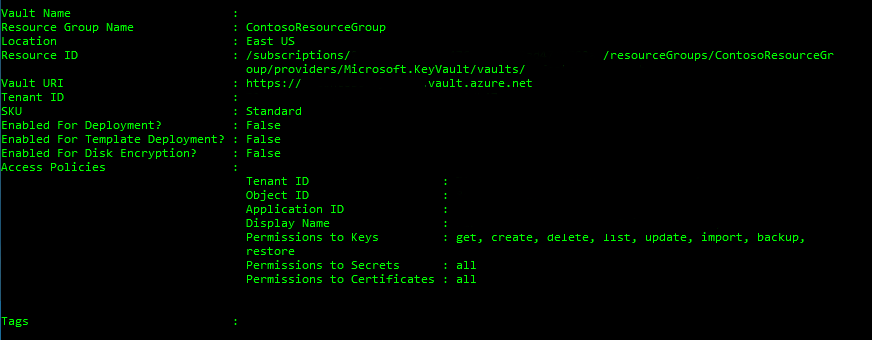 Vault Name :
Resource Group Name : ContosoResourceGroup
Location : East US
Resource ID : /subscriptions/ /resourceGroups/ContosoResourceGr
oup/providers/Microsoft.KeyVault/vaults/
Vault URI : https:// .vault.azure.net
Tenant ID :
SKU : Standard
Enabled For Deployment? : False
Enabled For Template Deployment? : False
Enabled For Disk Encryption? : False
Access Policies :
Tenant ID :
Object ID :
Application ID :
Display Name :
Permissions to Keys : get, create, delete, list, update, import, backup,
restore
Permissions to Secrets : all
Permissions to Certificates : all
Tags :